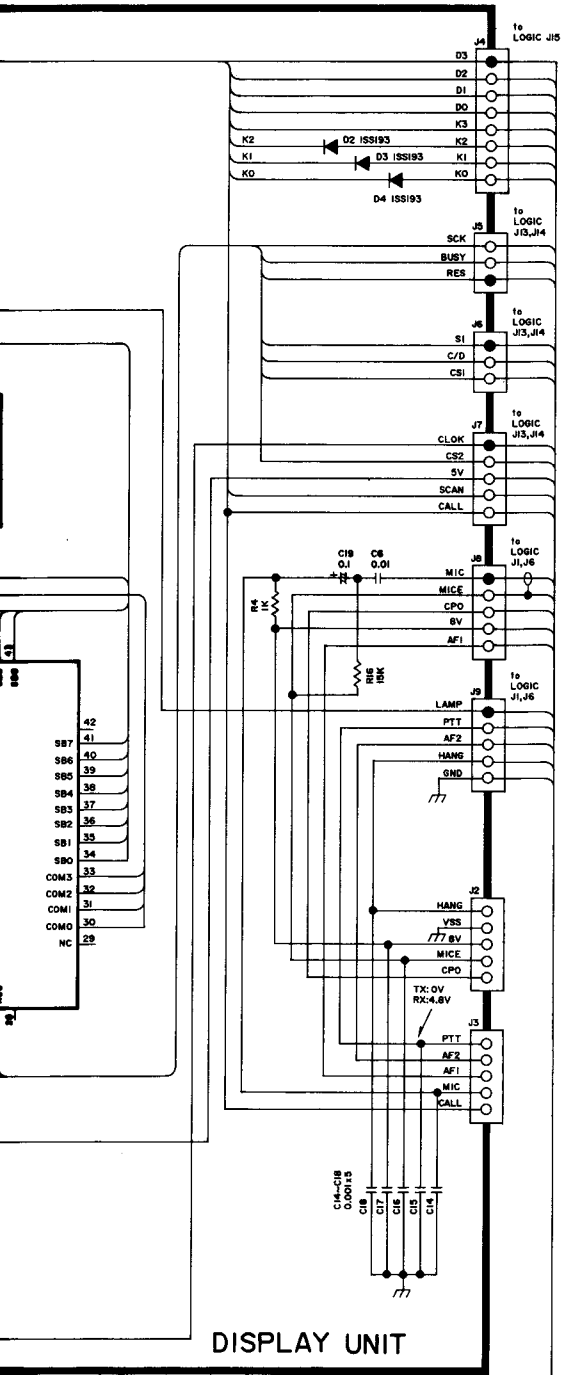 to
LOGIC J15
J4
D3
D2
D1
D0
K3
K2 D2 1SS193 K2
K1 D3 1SS193 K1
K0 K0
D4 1SS193
to
LOGIC
J13,J14
J5
SCK
BUSY
RES
to
LOGIC
J13,J14
J6
S1
C/D
CS1
to
LOGIC
J13,J14
J7
CLOK
CS2
5V
SCAN
CALL
to
LOGIC
J1,J6
J8
C19
0.1
+
C6
0.01
MIC
MICE
CPO
8V
AF1
R4
1K
R16
15K
to
LOGIC
J1,J6
J9
LAMP
PTT
AF2
HANG
GND
42
SB7 41
SB6 40
SB5 39
SB4 38
SB3 37
SB2 36
SB1 35
SB0 34
COM3 33
COM2 32
COM1 31
COM0 30
NC 29
J2
HANG
VSS
8V
MICE
CPO
TX:0V
RX:4.8V
J3
PTT
AF2
AF1
MIC
CALL
C14~C18
0.001x5
C18
C17
C16
C15
C14
DISPLAY UNIT